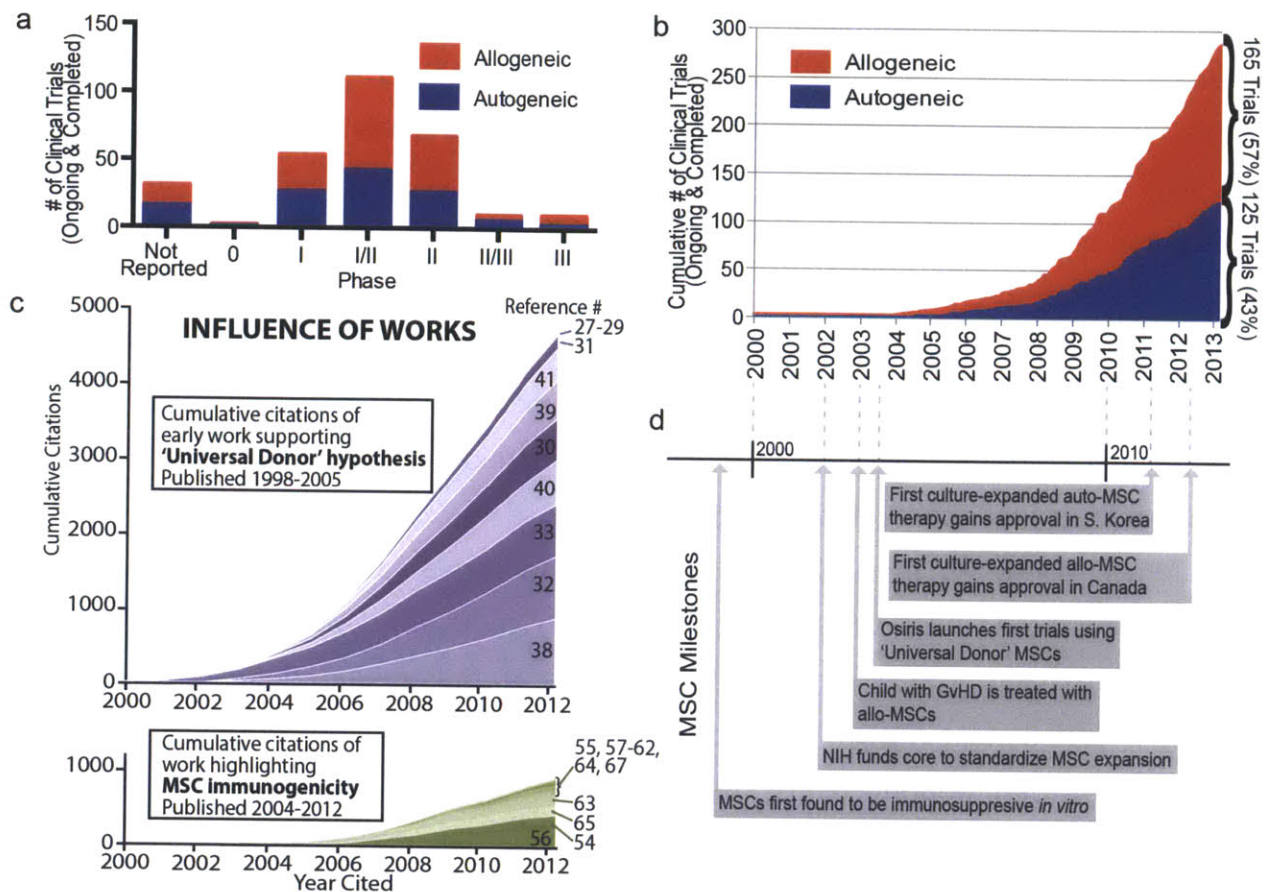 a
150
100
50
0
# of Clinical Trials
(Ongoing & Completed)
Allogeneic
Autogeneic
Not
Reported
0
I
I/II
II
II/III
III
Phase
b
300
250
200
150
100
50
0
Cumulative # of Clinical Trials
(Ongoing & Completed)
Allogeneic
Autogeneic
165 Trials (57%)
125 Trials (43%)
2000
2001
2002
2003
2004
2005
2006
2007
2008
2009
2010
2011
2012
2013
c
5000
4000
3000
2000
1000
0
Cumulative Citations
INFLUENCE OF WORKS
Cumulative citations of
early work supporting
'Universal Donor' hypothesis
Published 1998-2005
Reference #
27-29
31
41
39
30
40
33
32
38
2000
2002
2004
2006
2008
2010
2012
1000
0
Cumulative citations of
work highlighting
MSC immunogenicity
Published 2004-2012
55, 57-62,
64, 67
63
65
54
56
2000
2002
2004
2006
2008
2010
2012
Year Cited
d
2000
2010
MSC Milestones
First culture-expanded auto-MSC
therapy gains approval in S. Korea
First culture-expanded allo-MSC
therapy gains approval in Canada
Osiris launches first trials using
'Universal Donor' MSCs
Child with GvHD is treated with
allo-MSCs
NIH funds core to standardize MSC expansion
MSCs first found to be immunosuppresive in vitro